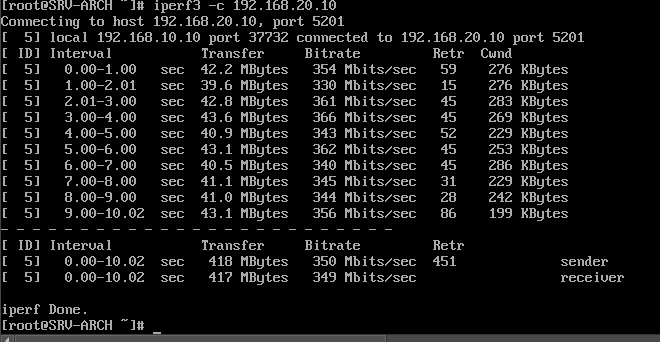 [root@SRV-ARCH ~]# iperf3 -c 192.168.20.10
Connecting to host 192.168.20.10, port 5201
[  5] local 192.168.10.10 port 37732 connected to 192.168.20.10 port 5201
[ ID] Interval           Transfer     Bitrate         Retr  Cwnd
[  5]   0.00-1.00   sec  42.2 MBytes   354 Mbits/sec   59    276 KBytes
[  5]   1.00-2.01   sec  39.6 MBytes   330 Mbits/sec   15    276 KBytes
[  5]   2.01-3.00   sec  42.8 MBytes   361 Mbits/sec   45    283 KBytes
[  5]   3.00-4.00   sec  43.6 MBytes   366 Mbits/sec   45    269 KBytes
[  5]   4.00-5.00   sec  40.9 MBytes   343 Mbits/sec   52    229 KBytes
[  5]   5.00-6.00   sec  43.1 MBytes   362 Mbits/sec   45    253 KBytes
[  5]   6.00-7.00   sec  40.5 MBytes   340 Mbits/sec   45    286 KBytes
[  5]   7.00-8.00   sec  41.1 MBytes   345 Mbits/sec   31    229 KBytes
[  5]   8.00-9.00   sec  41.0 MBytes   344 Mbits/sec   28    242 KBytes
[  5]   9.00-10.02  sec  43.1 MBytes   356 Mbits/sec   86    199 KBytes
- - - - - - - - - - - - - - - - - - - - - - - - -
[ ID] Interval           Transfer     Bitrate         Retr
[  5]   0.00-10.02  sec   418 MBytes   350 Mbits/sec  451             sender
[  5]   0.00-10.02  sec   417 MBytes   349 Mbits/sec                  receiver
iperf Done.
[root@SRV-ARCH ~]# _